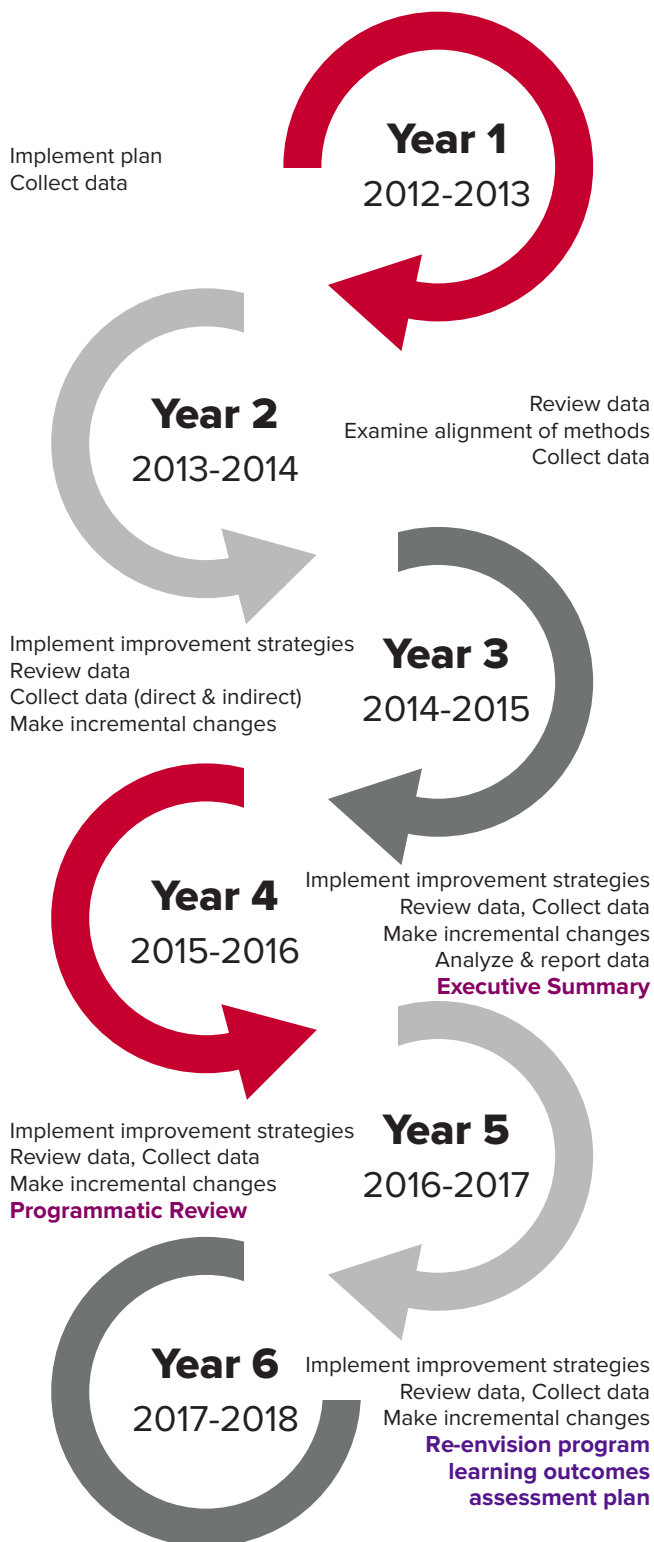 Year 1
2012-2013
Implement plan
Collect data
Year 2
2013-2014
Review data
Examine alignment of methods
Collect data
Year 3
2014-2015
Implement improvement strategies
Review data
Collect data (direct & indirect)
Make incremental changes
Year 4
2015-2016
Implement improvement strategies
Review data, Collect data
Make incremental changes
Analyze & report data
Executive Summary
Year 5
2016-2017
Implement improvement strategies
Review data, Collect data
Make incremental changes
Programmatic Review
Year 6
2017-2018
Implement improvement strategies
Review data, Collect data
Make incremental changes
Re-envision program
learning outcomes
assessment plan